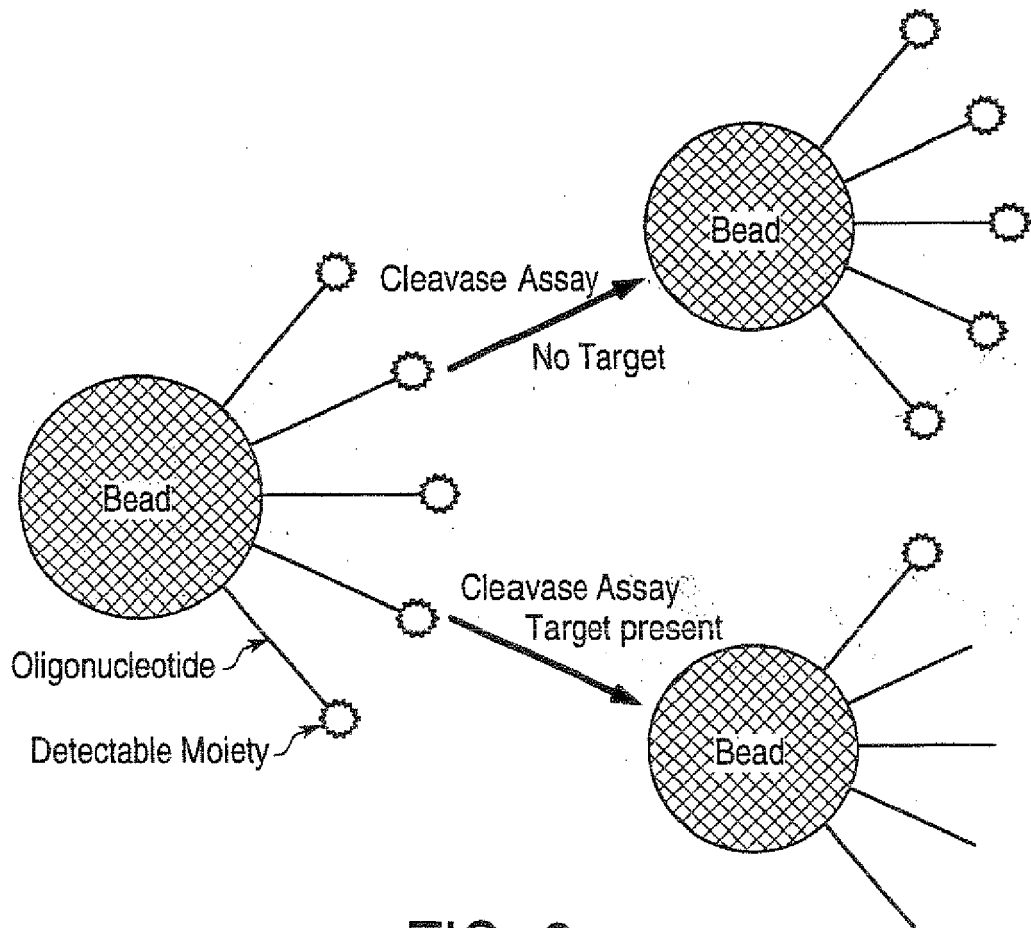 Bead
Cleavase Assay
No Target
Bead
Cleavase Assay
Target present
Oligonucleotide
Detectable Moiety
Bead